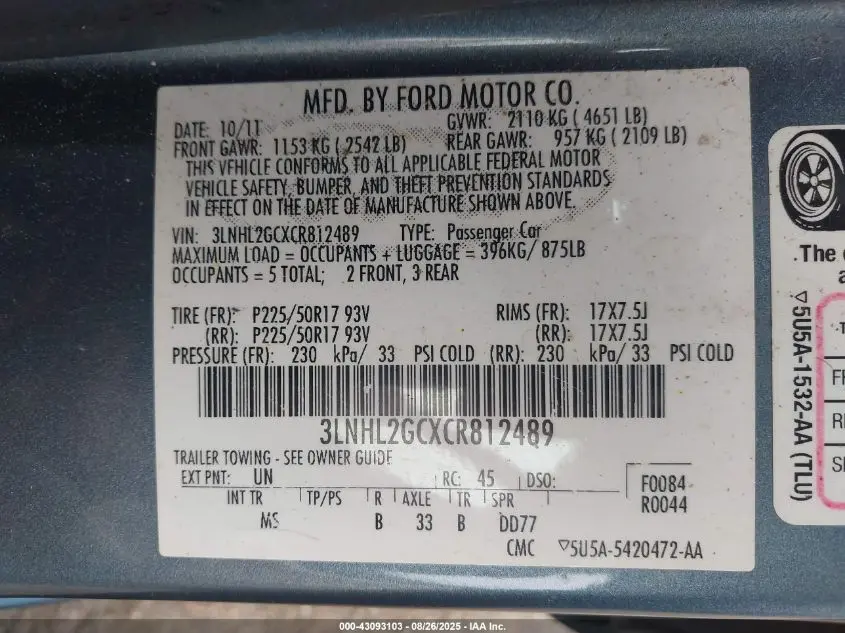 MFD. BY FORD MOTOR CO.
DATE: 10/11 GVWR: 2110 KG ( 4651 LB)
FRONT GAWR: 1153 KG ( 2542 LB) REAR GAWR: 957 KG ( 2109 LB)
THIS VEHICLE CONFORMS TO ALL APPLICABLE FEDERAL MOTOR
VEHICLE SAFETY, BUMPER, AND THEFT PREVENTION STANDARDS
IN EFFECT ON THE DATE OF MANUFACTURE SHOWN ABOVE.
VIN: 3LNHL2GCXCR812489 TYPE: Passenger Car
MAXIMUM LOAD = OCCUPANTS + LUGGAGE = 396KG/ 875LB
OCCUPANTS = 5 TOTAL; 2 FRONT, 3 REAR
TIRE (FR): P225/50R17 93V RIMS (FR): 17X7.5J
(RR): P225/50R17 93V (RR): 17X7.5J
PRESSURE (FR): 230 kPa/ 33 PSI COLD (RR): 230 kPa/ 33 PSI COLD
3LNHL2GCXCR812489
TRAILER TOWING - SEE OWNER GUIDE
EXT PNT: UN RC: 45 DSO: F0084
INT TR TP/PS R AXLE TR SPR R0044
MS B 33 B DD77
CMC ▽5U5A-5420472-AA
The
▽5U5A-1532-AA (TLU)
000-43093103 - 08/26/2025 - IAA Inc.